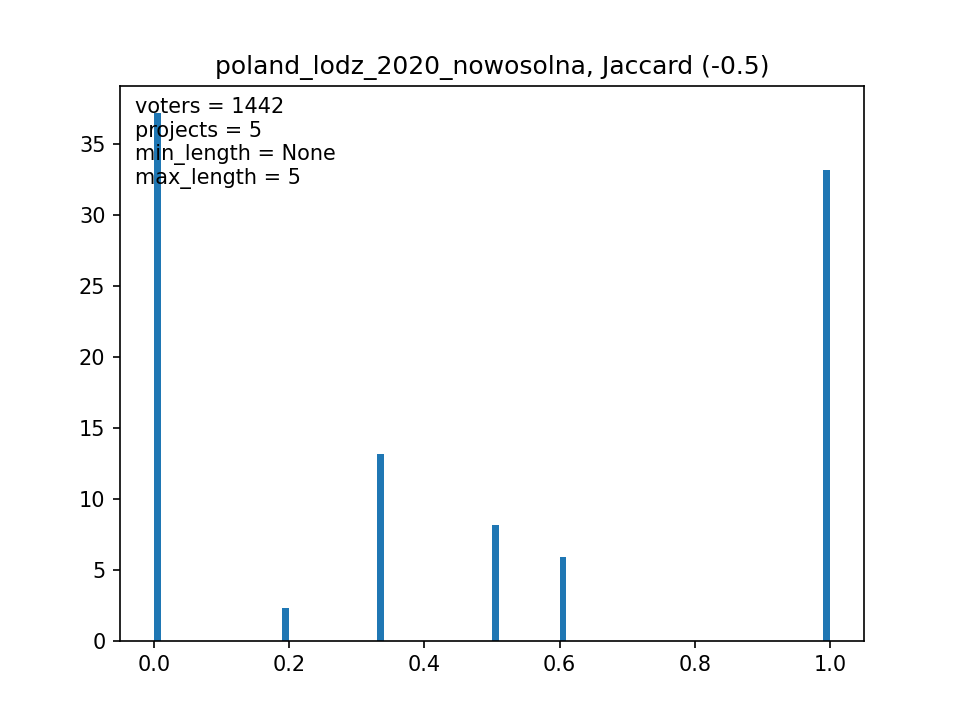 poland_lodz_2020_nowosolna, Jaccard (-0.5)
voters = 1442
projects = 5
min_length = None
max_length = 5
35
30
25
20
15
10
5
0
0.0 0.2 0.4 0.6 0.8 1.0